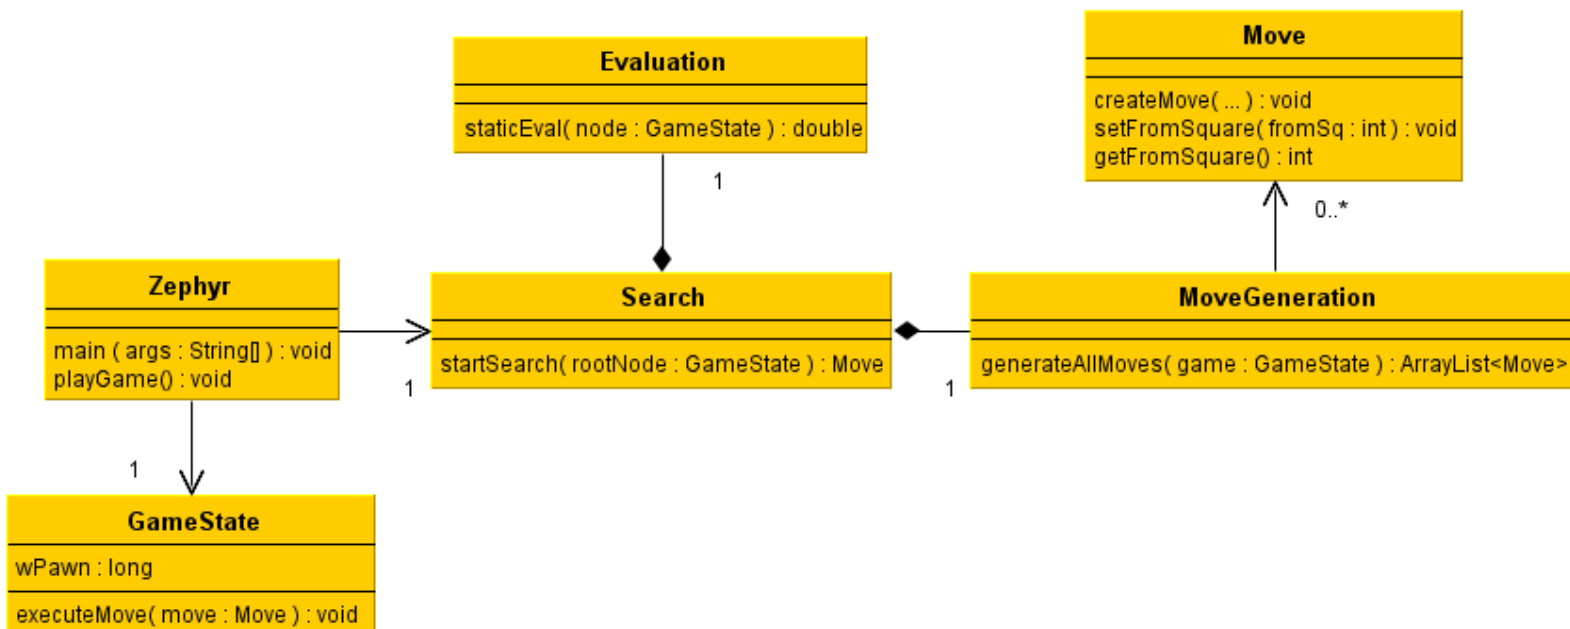 Evaluation
staticEval( node : GameState ) : double
1
Move
createMove( ... ) : void
setFromSquare( fromSq : int ) : void
getFromSquare() : int
0..*
Zephyr
main ( args : String[] ) : void
playGame() : void
1
Search
startSearch( rootNode : GameState ) : Move
1
MoveGeneration
generateAllMoves( game : GameState ) : ArrayList<Move>
1
GameState
wPawn : long
executeMove( move : Move ) : void